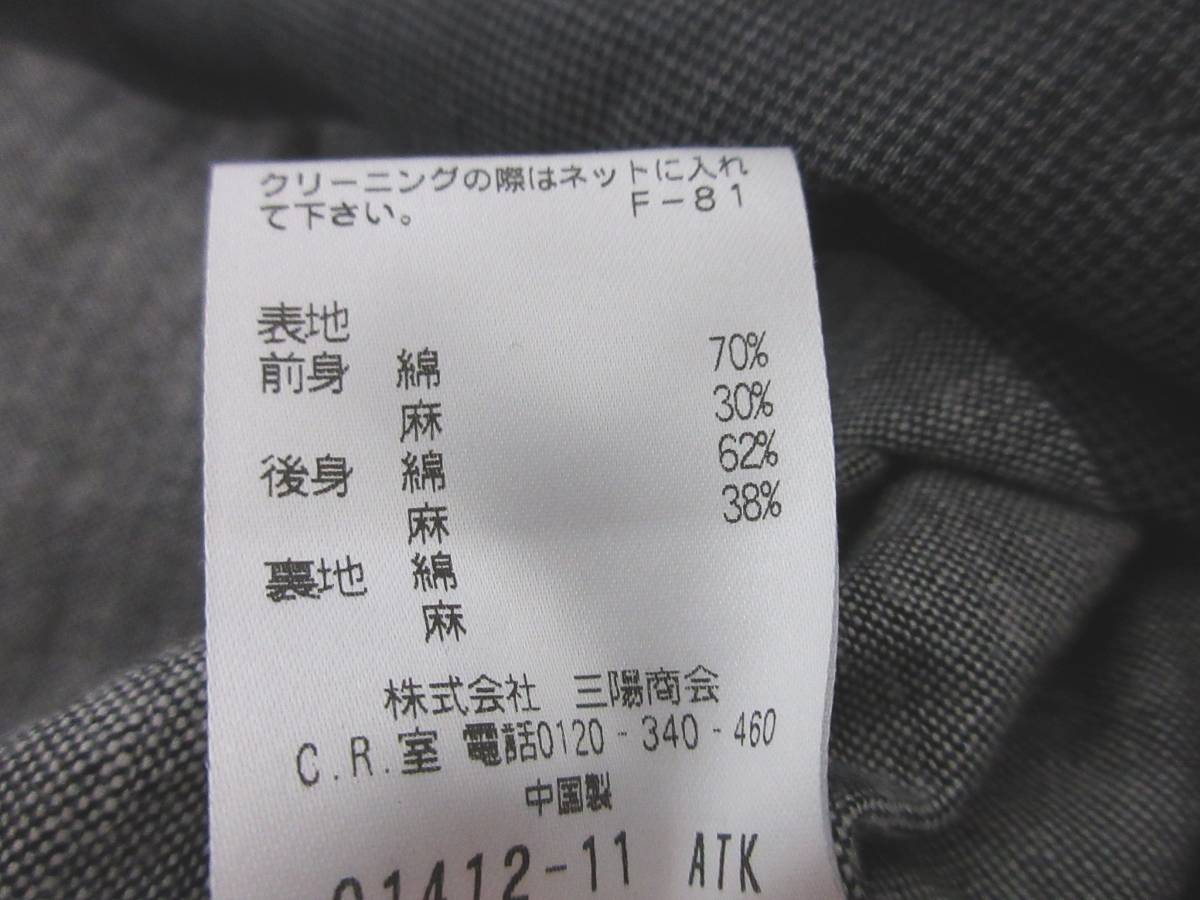 クリーニングの際はネットに入れ
て下さい。 F-81
表地
前身 綿 70%
麻 30%
後身 綿 62%
麻 38%
裏地 綿
麻
株式会社 三陽商会
C.R.室 電話0120-340-460
中国製
01412-11 ATK